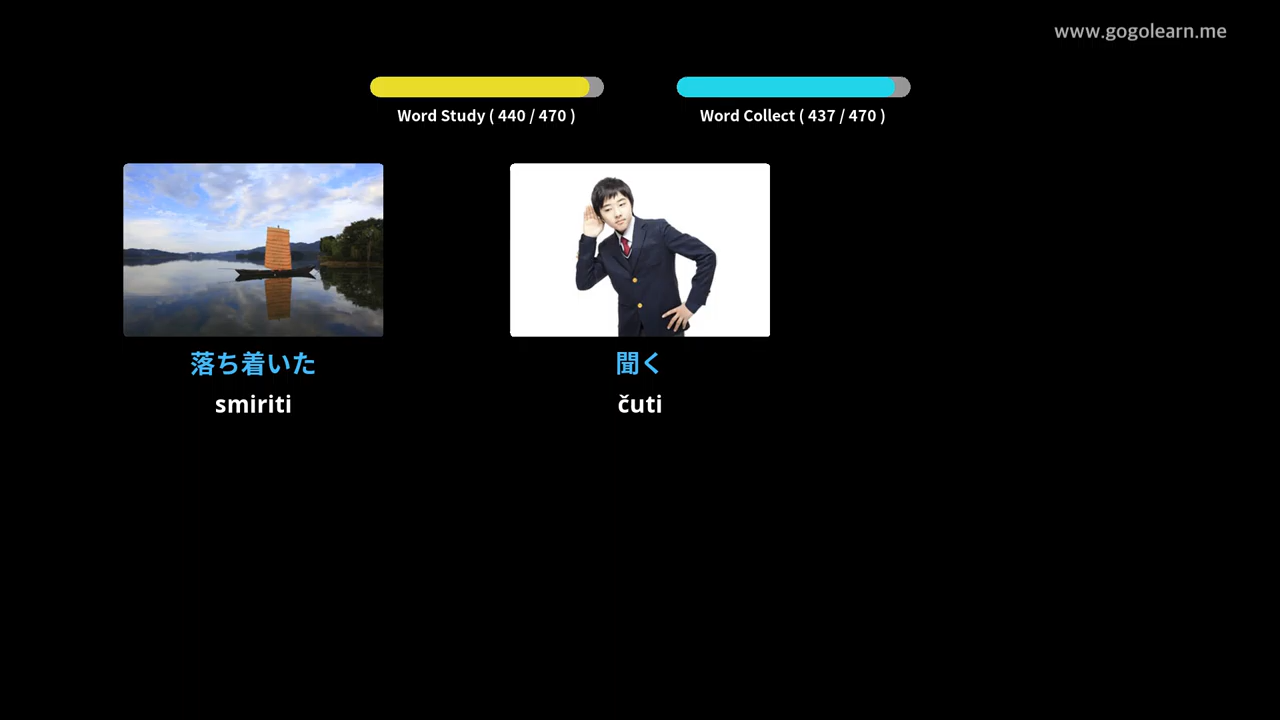 www.gogolearn.me
Word Study ( 440 / 470 )
Word Collect ( 437 / 470 )
落ち着いた
smiriti
聞く
čuti